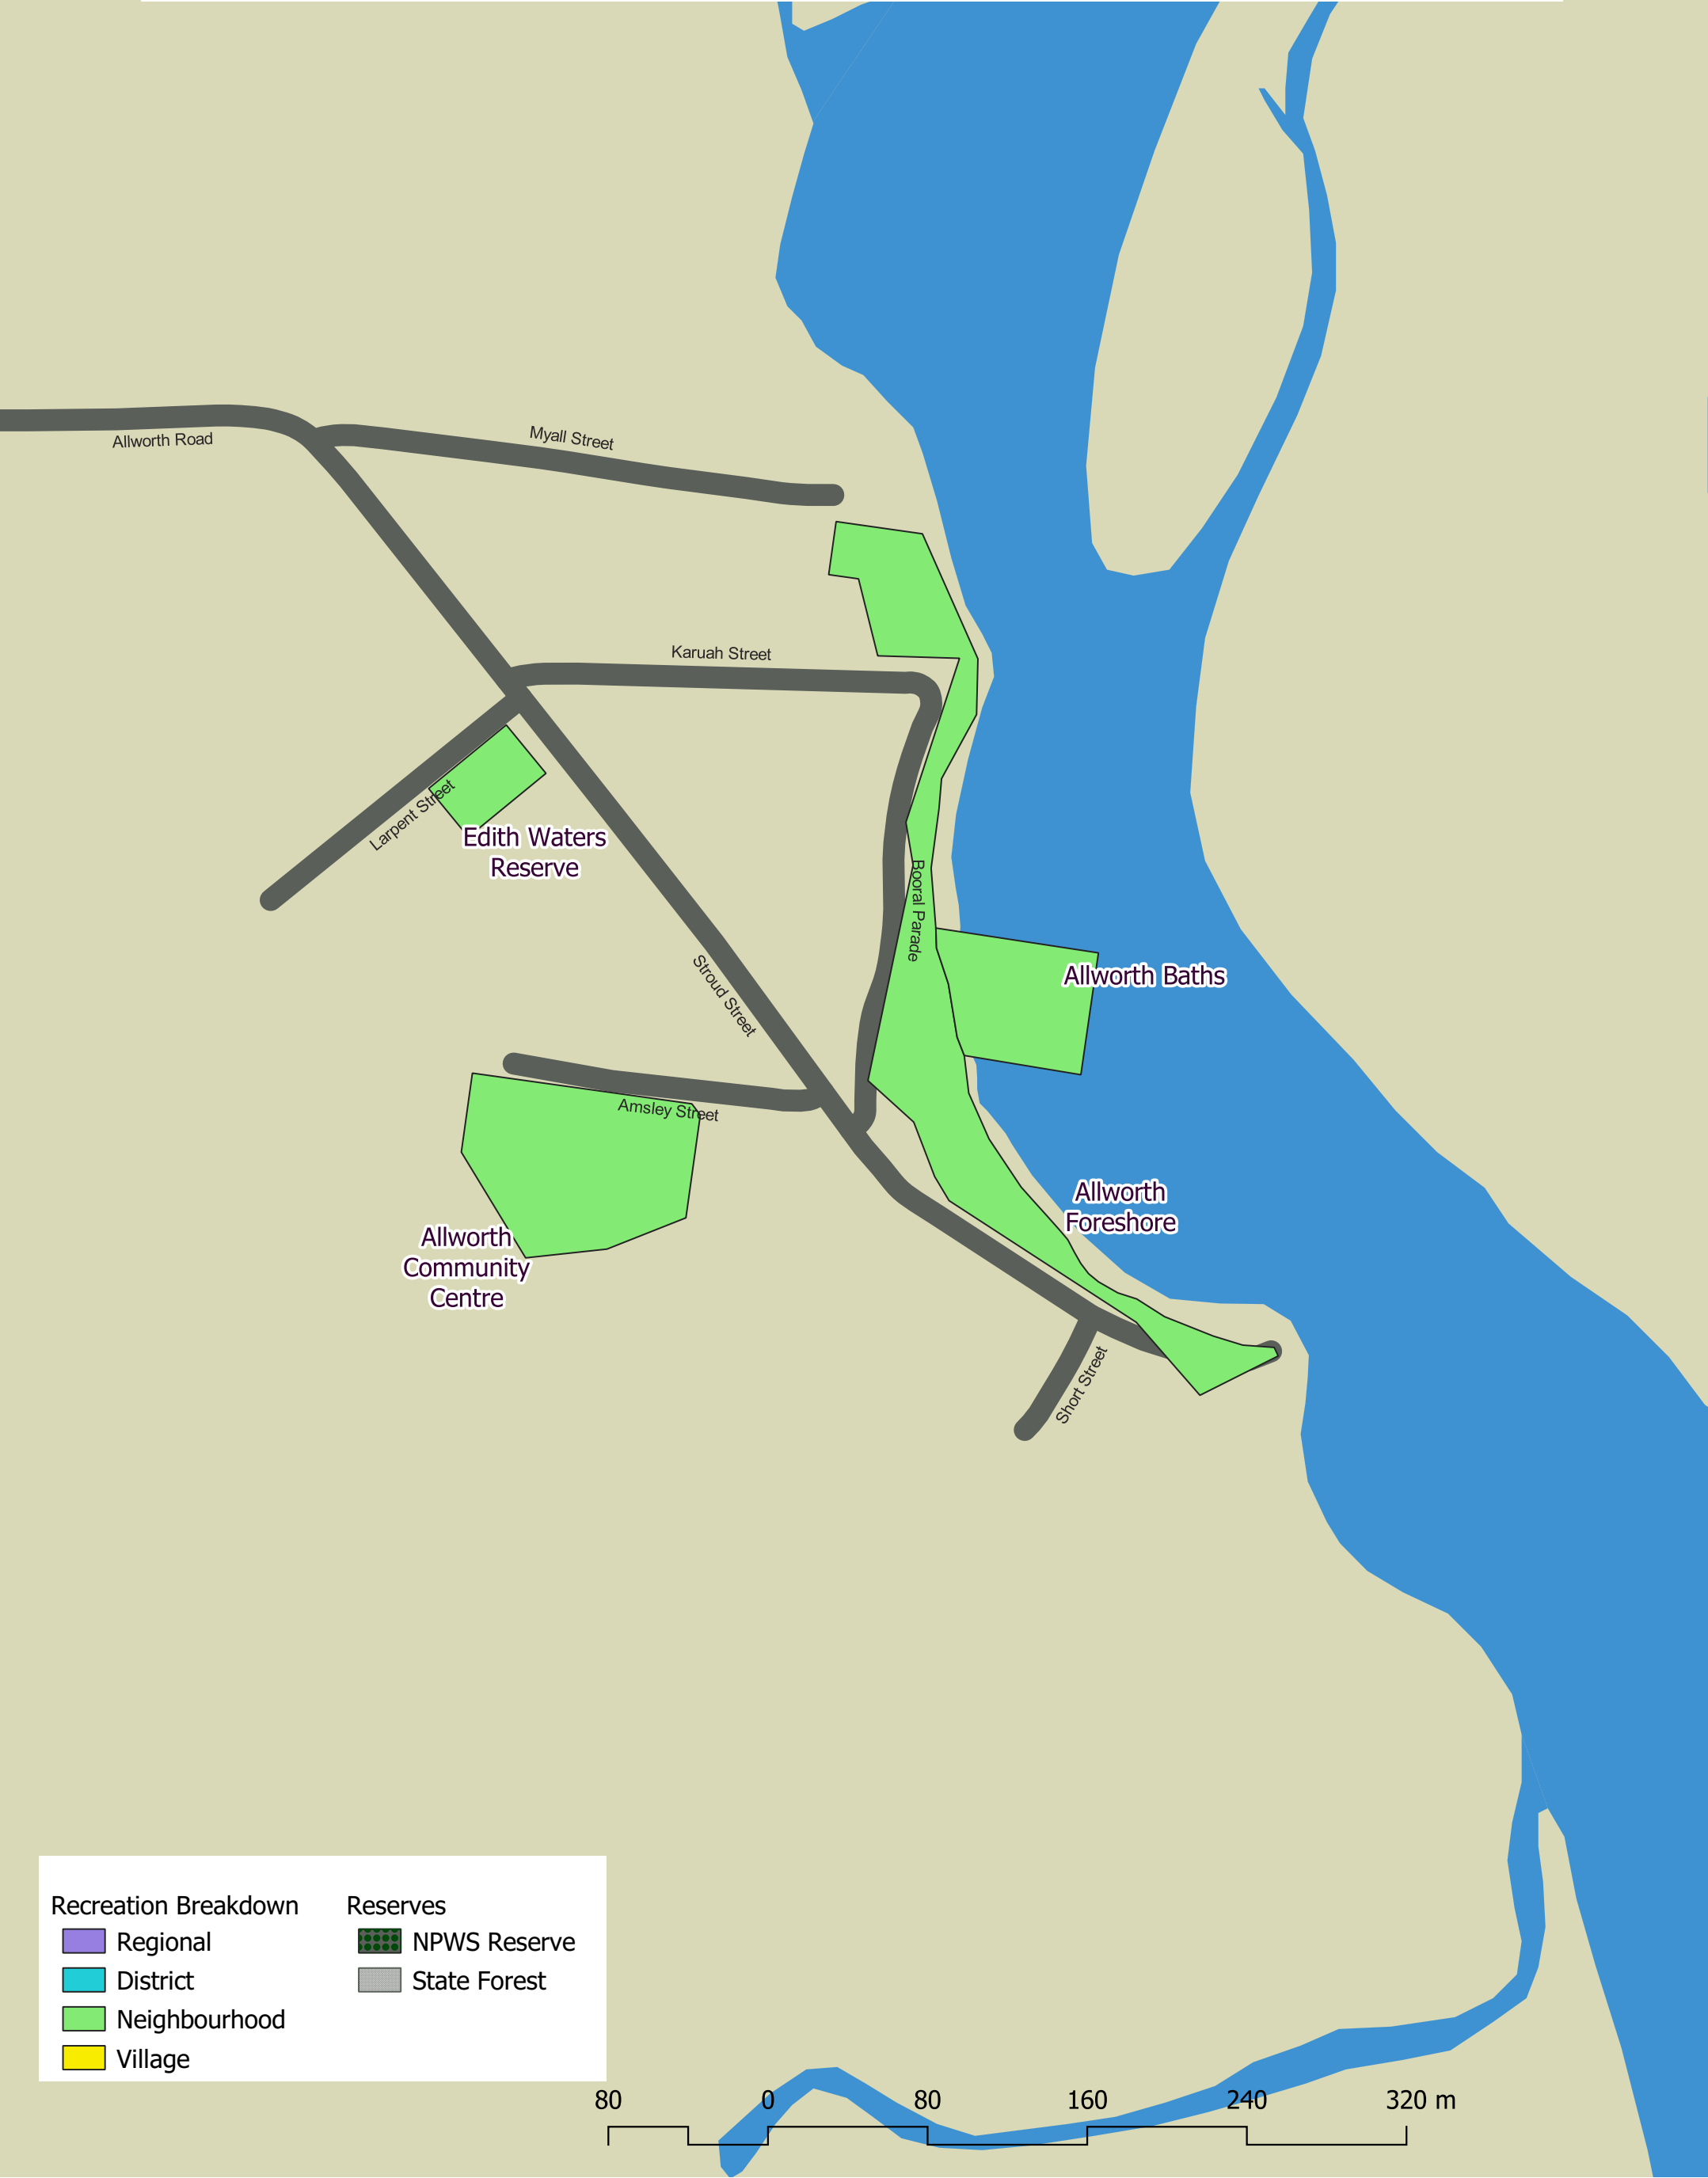 Allworth Road
Myall Street
Karuah Street
Larpent Street
Edith Waters
Reserve
Booral Parade
Stroud Street
Allworth Baths
Amsley Street
Allworth
Foreshore
Allworth
Community
Centre
Short Street
Recreation Breakdown
Regional
District
Neighbourhood
Village
Reserves
NPWS Reserve
State Forest
80 0 80 160 240 320 m